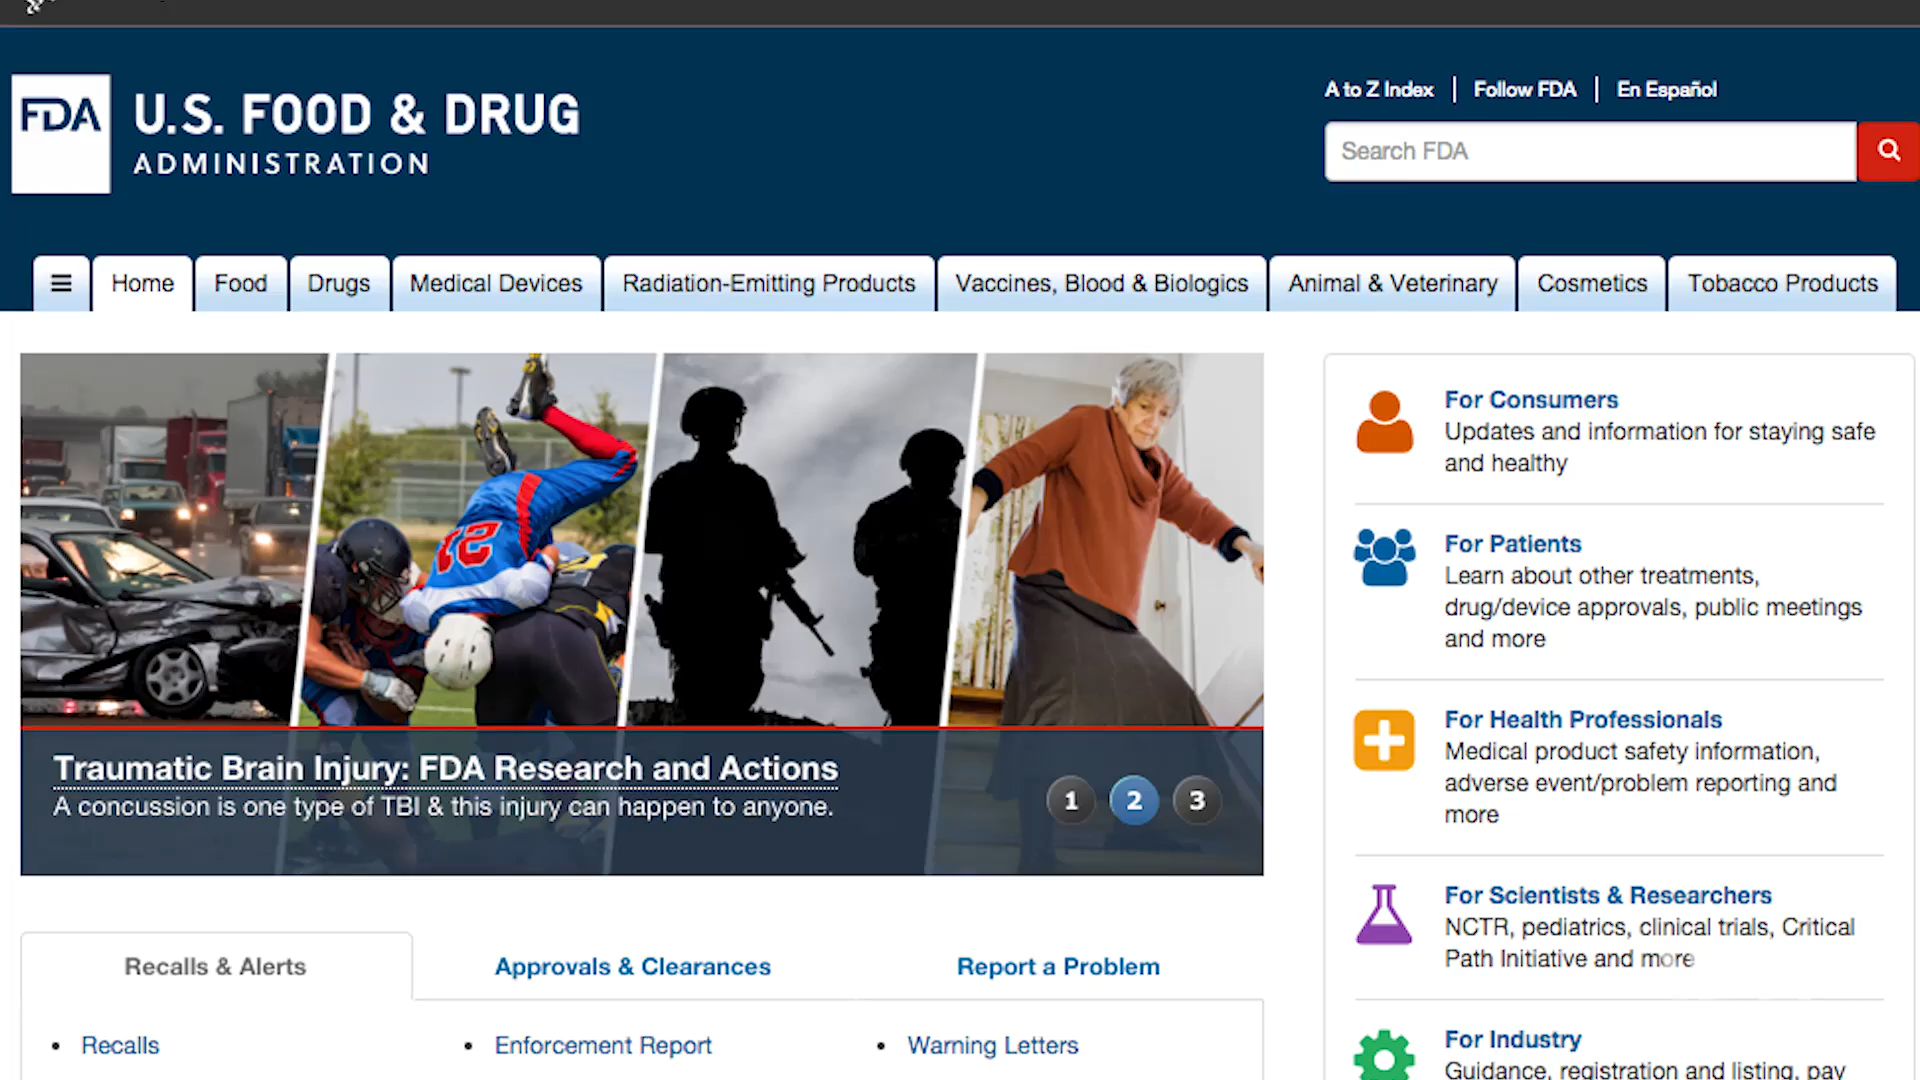 FDA
U.S. FOOD & DRUG
ADMINISTRATION
A to Z Index
Follow FDA
En Español
Search FDA
Home
Food
Drugs
Medical Devices
Radiation-Emitting Products
Vaccines, Blood & Biologics
Animal & Veterinary
Cosmetics
Tobacco Products
12
Traumatic Brain Injury: FDA Research and Actions
A concussion is one type of TBI & this injury can happen to anyone.
1 2 3
For Consumers
Updates and information for staying safe
and healthy
For Patients
Learn about other treatments,
drug/device approvals, public meetings
and more
For Health Professionals
Medical product safety information,
adverse event/problem reporting and
more
For Scientists & Researchers
NCTR, pediatrics, clinical trials, Critical
Path Initiative and more
For Industry
Guidance, registration and listing, pay
Recalls & Alerts
Approvals & Clearances
Report a Problem
• Recalls
• Enforcement Report
• Warning Letters